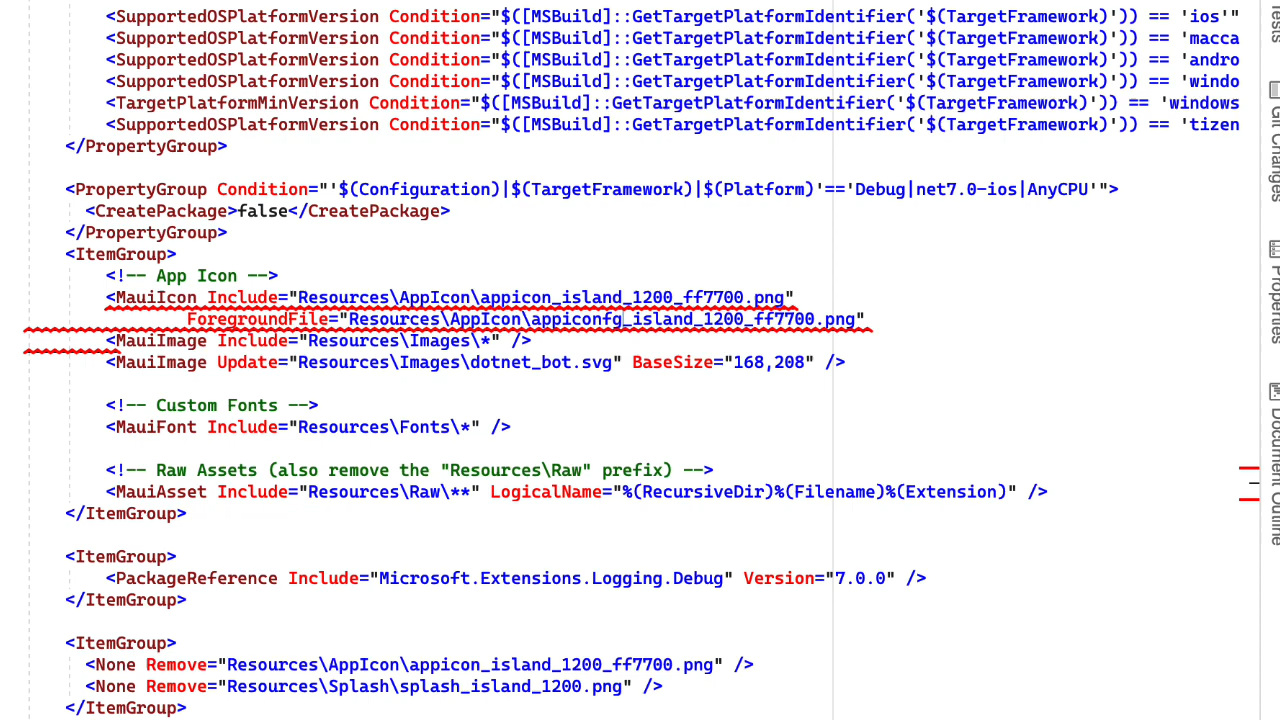 <SupportedOSPlatformVersion Condition="$([MSBuild]::GetTargetPlatformIdentifier('$(TargetFramework)')) == 'ios'"
<SupportedOSPlatformVersion Condition="$([MSBuild]::GetTargetPlatformIdentifier('$(TargetFramework)')) == 'macca
<SupportedOSPlatformVersion Condition="$([MSBuild]::GetTargetPlatformIdentifier('$(TargetFramework)')) == 'andro
<SupportedOSPlatformVersion Condition="$([MSBuild]::GetTargetPlatformIdentifier('$(TargetFramework)')) == 'windo
<TargetPlatformMinVersion Condition="$([MSBuild]::GetTargetPlatformIdentifier('$(TargetFramework)')) == 'windows
<SupportedOSPlatformVersion Condition="$([MSBuild]::GetTargetPlatformIdentifier('$(TargetFramework)')) == 'tizen
</PropertyGroup>
<PropertyGroup Condition="'$(Configuration)|$(TargetFramework)|$(Platform)'=='Debug|net7.0-ios|AnyCPU'">
<CreatePackage>false</CreatePackage>
</PropertyGroup>
<ItemGroup>
<!-- App Icon -->
<MauiIcon Include="Resources\AppIcon\appicon_island_1200_ff7700.png"
ForegroundFile="Resources\AppIcon\appiconfg_island_1200_ff7700.png"
<MauiImage Include="Resources\Images\*" />
<MauiImage Update="Resources\Images\dotnet_bot.svg" BaseSize="168,208" />
<!-- Custom Fonts -->
<MauiFont Include="Resources\Fonts\*" />
<!-- Raw Assets (also remove the "Resources\Raw" prefix) -->
<MauiAsset Include="Resources\Raw\**" LogicalName="%(RecursiveDir)%(Filename)%(Extension)" />
</ItemGroup>
<ItemGroup>
<PackageReference Include="Microsoft.Extensions.Logging.Debug" Version="7.0.0" />
</ItemGroup>
<ItemGroup>
<None Remove="Resources\AppIcon\appicon_island_1200_ff7700.png" />
<None Remove="Resources\Splash\splash_island_1200.png" />
</ItemGroup>
Git Changes
Properties
Document Outline